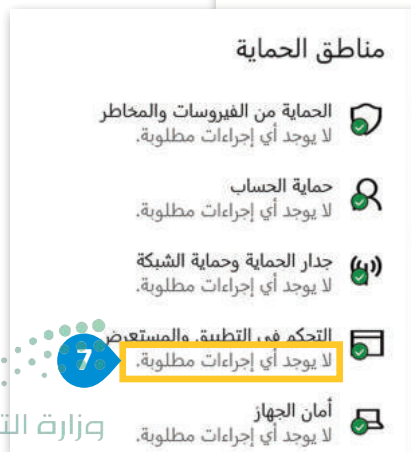 مناطق الحماية
الحماية من الفيروسات والمخاطر
لا يوجد أي إجراءات مطلوبة.
حماية الحساب
لا يوجد أي إجراءات مطلوبة.
جدار الحماية وحماية الشبكة
لا يوجد أي إجراءات مطلوبة.
التحكم في التطبيق والمستعرض
7
لا يوجد أي إجراءات مطلوبة.
أمان الجهاز
لا يوجد أي إجراءات مطلوبة.
وزارة